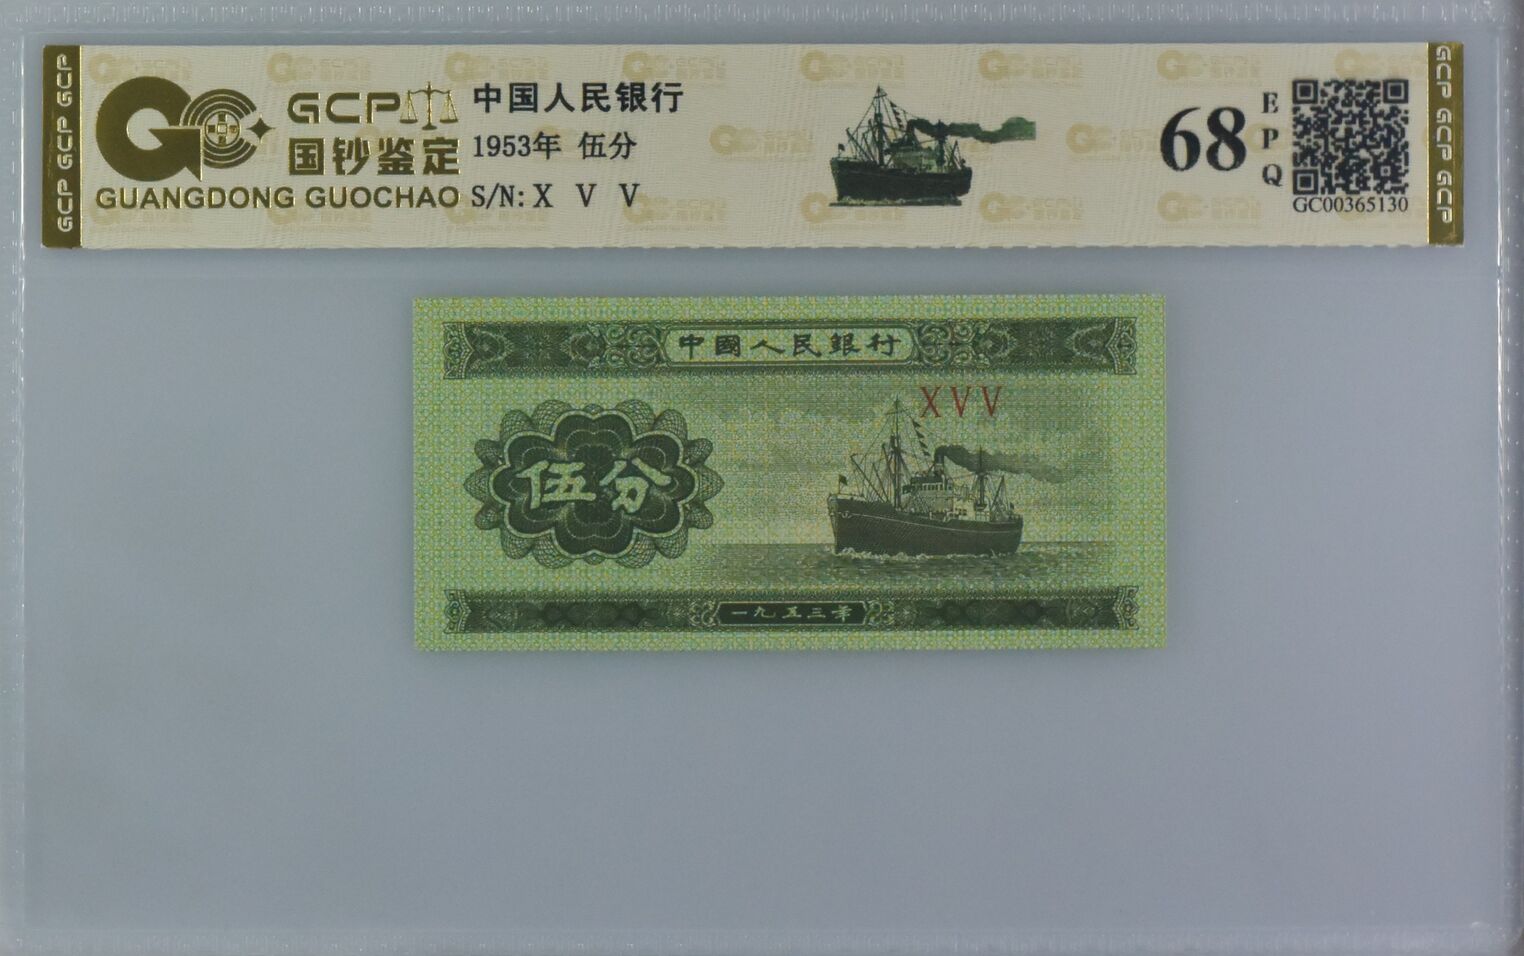 GCP
国钞鉴定
GUANGDONG GUOCHAO
中国人民银行
1953年 伍分
S/N: X V V
68
EPQ
GC00365130
GCP GCP GCP
GCP GCP GCP
中國人民銀行
XVV
伍分
一九五三年